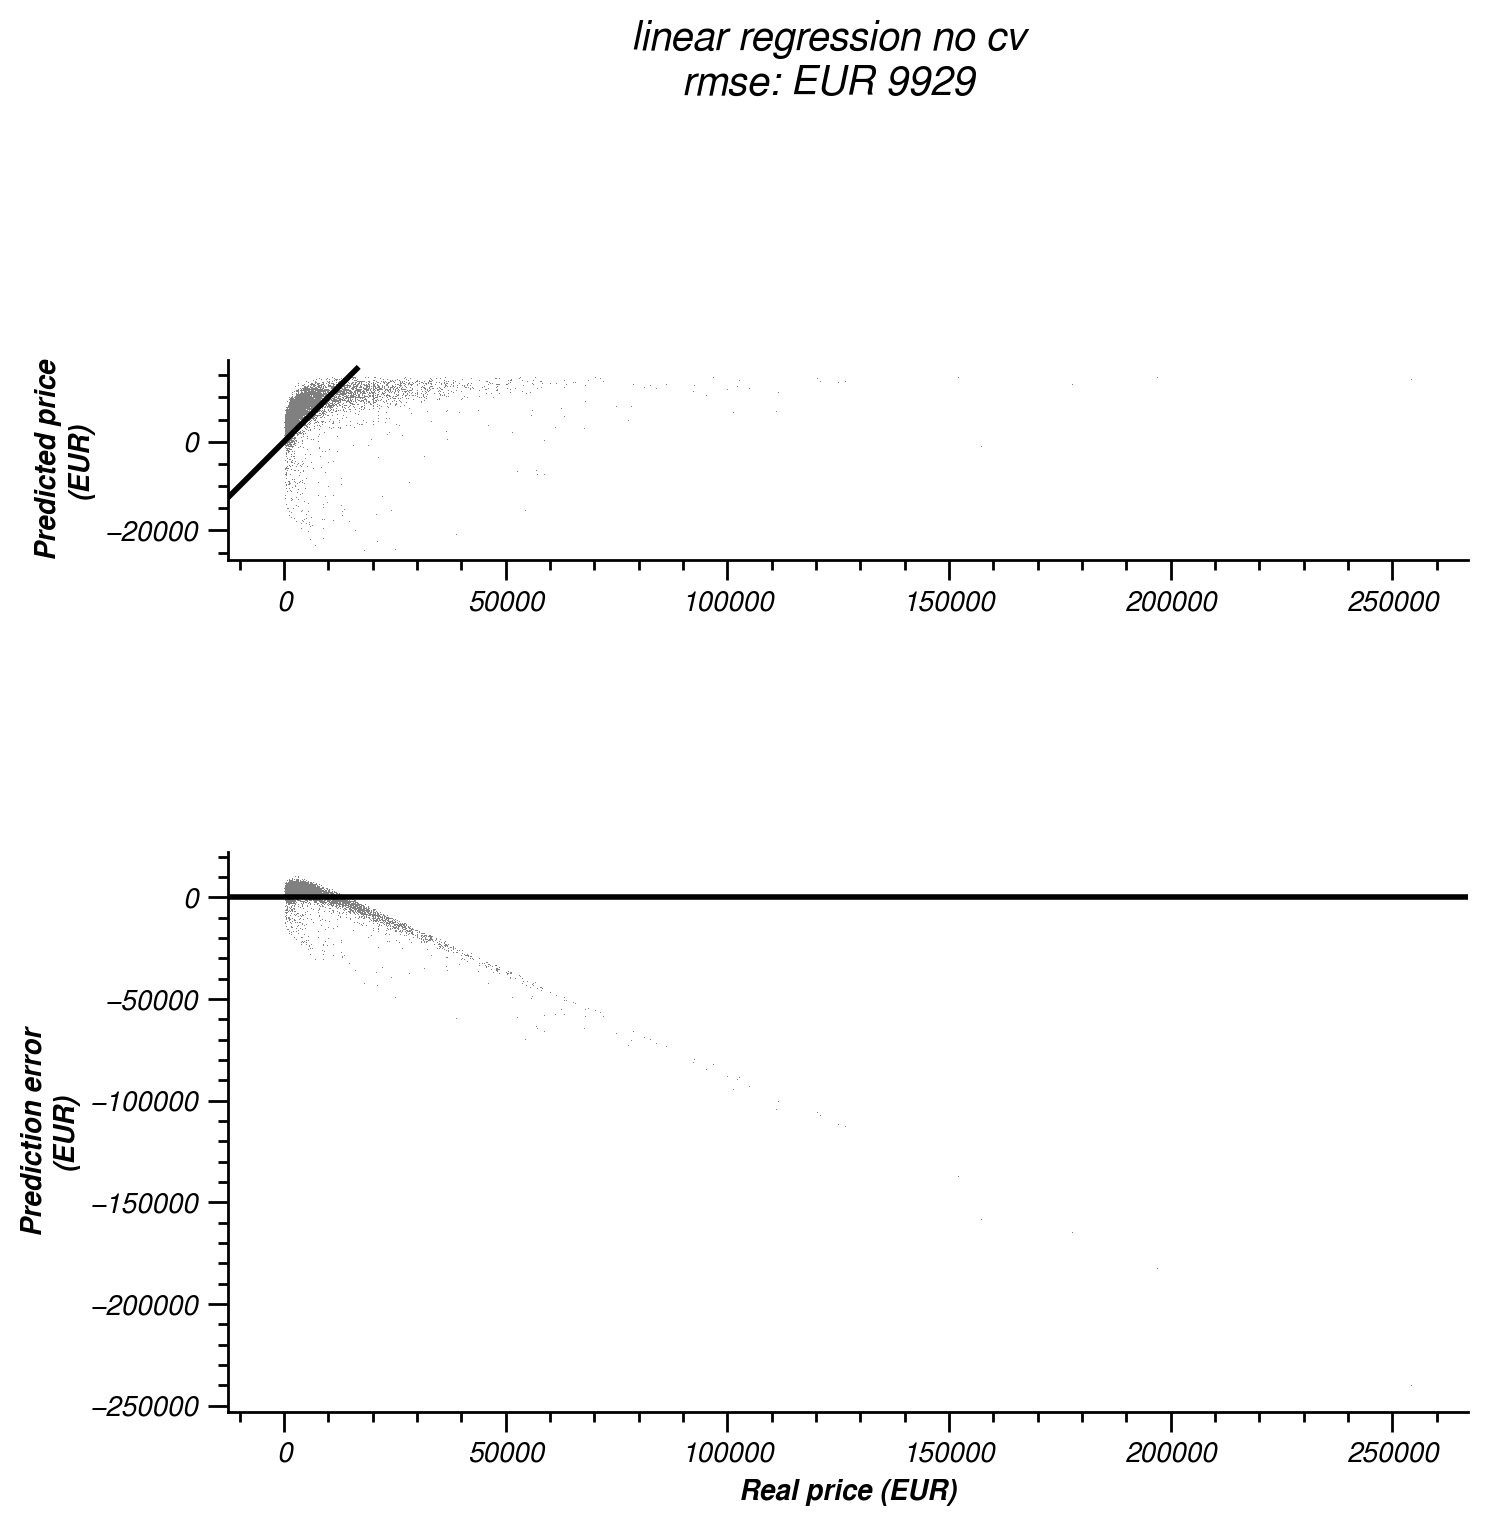 linear regression no cv
rmse: EUR 9929
Predicted price
(EUR)
0
−20000
0 50000 100000 150000 200000 250000
Prediction error
(EUR)
0
−50000
−100000
−150000
−200000
−250000
0 50000 100000 150000 200000 250000
Real price (EUR)